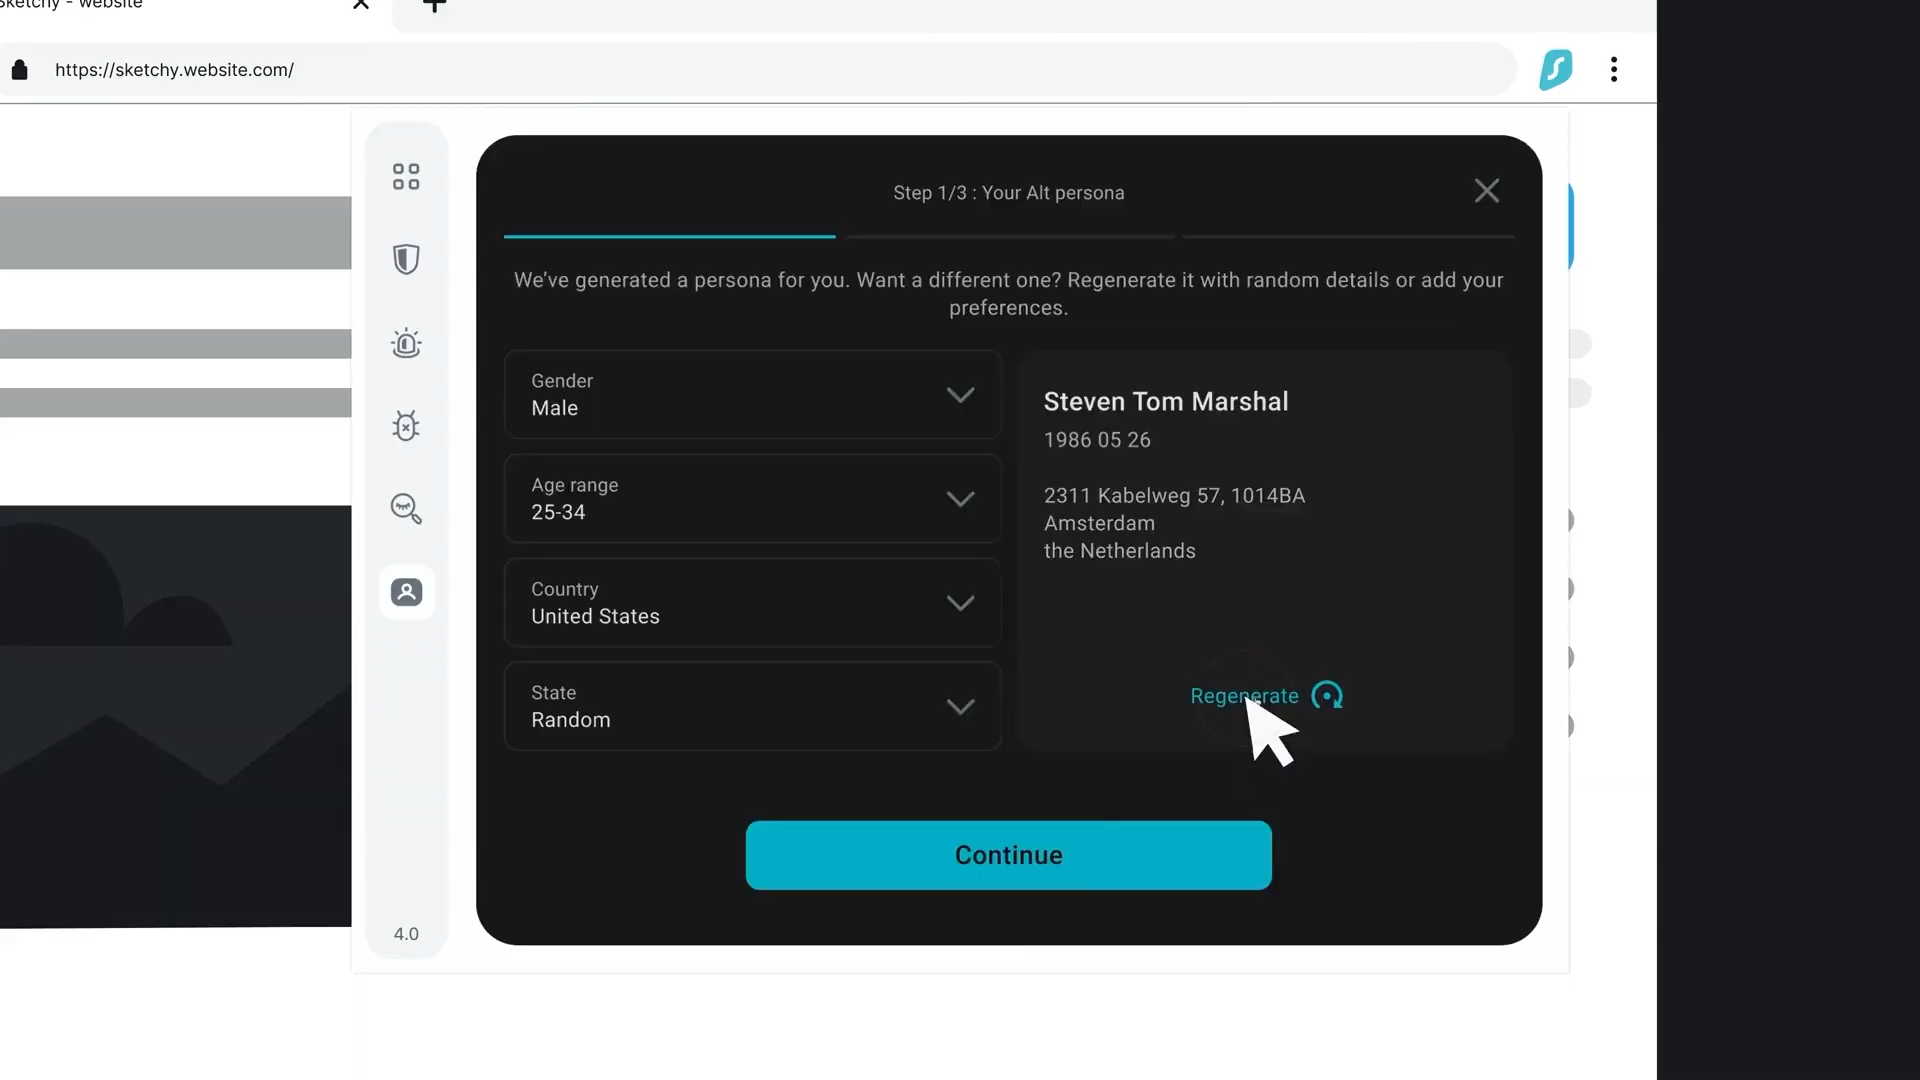 Sketchy - website
https://sketchy.website.com/
Step 1/3 : Your Alt persona
We've generated a persona for you. Want a different one? Regenerate it with random details or add your
preferences.
Gender
Male
Age range
25-34
Country
United States
State
Random
Steven Tom Marshal
1986 05 26
2311 Kabelweg 57, 1014BA
Amsterdam
the Netherlands
Regenerate
Continue
4.0